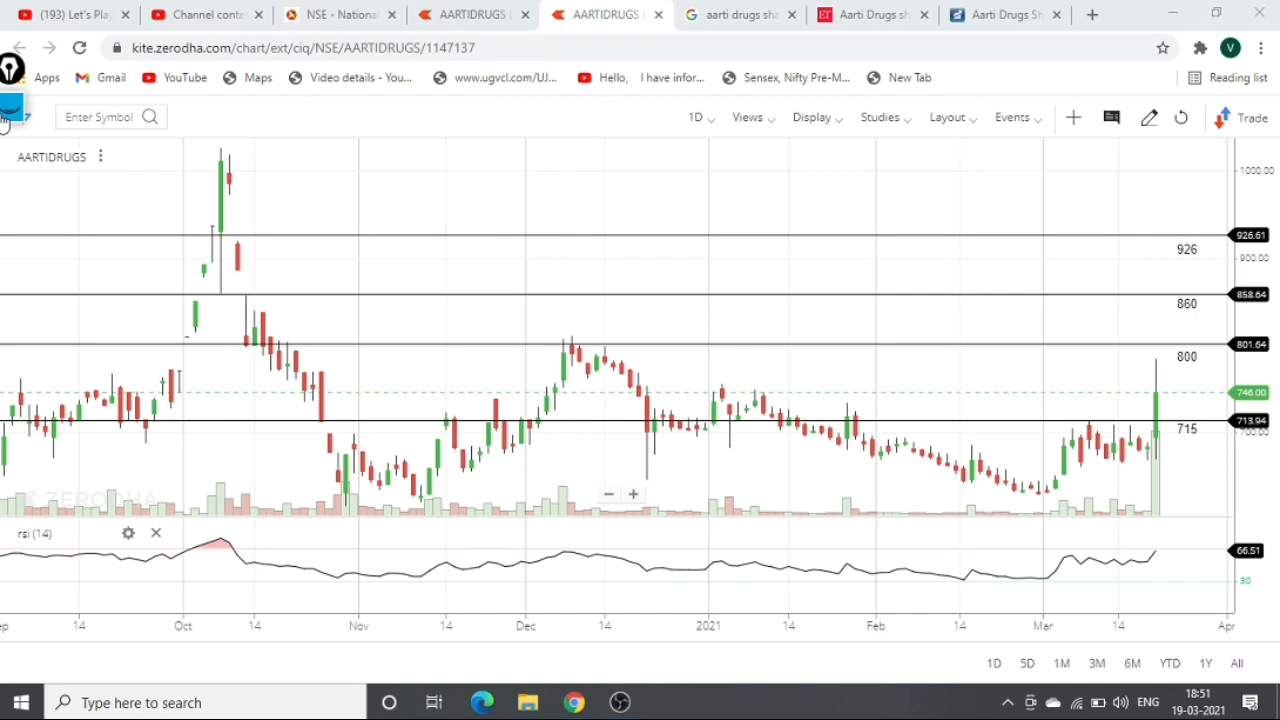 (193) Let's Play
Channel conte
NSE - Nationa
AARTIDRUGS
AARTIDRUGS
aarti drugs sha
Aarti Drugs sh
Aarti Drugs Sh
kite.zerodha.com/chart/ext/ciq/NSE/AARTIDRUGS/1147137
V
Apps
Gmail
YouTube
Maps
Video details - You...
www.ugvcl.com/UJ...
Hello, I have infor...
Sensex, Nifty Pre-M...
New Tab
Reading list
Enter Symbol
1D
Views
Display
Studies
Layout
Events
Trade
AARTIDRUGS
1000.00
926.61
926
900.00
858.64
860
801.64
800
746.00
713.94
715
700.00
ZERODHA
rsi (14)
66.51
30
14
Oct
14
Nov
14
Dec
14
2021
14
Feb
14
Mar
14
Apr
1D
5D
1M
3M
6M
YTD
1Y
All
Type here to search
ENG
18:51
19-03-2021